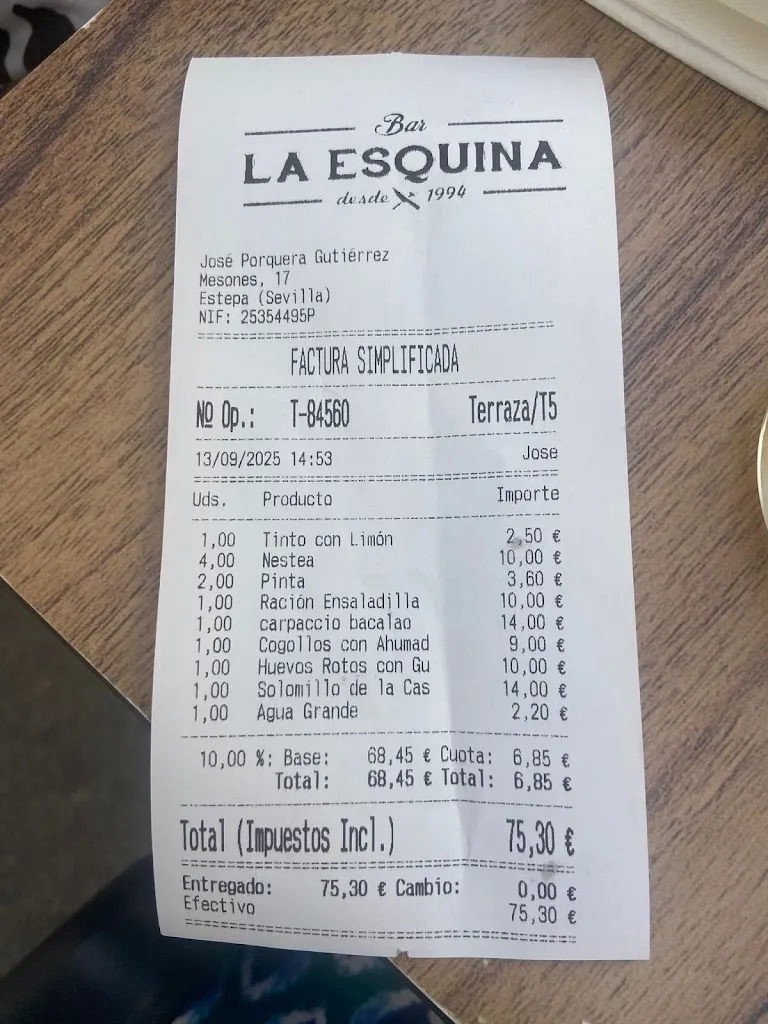 Bar
LA ESQUINA
desde 1994
José Porquera Gutiérrez
Mesones, 17
Estepa (Sevilla)
NIF: 25354495P
FACTURA SIMPLIFICADA
Nº Op.: T-84560 Terraza/T5
13/09/2025 14:53 Jose
Uds. Producto Importe
1,00 Tinto con Limón 2,50 €
4,00 Nestea 10,00 €
2,00 Pinta 3,60 €
1,00 Ración Ensaladilla 10,00 €
1,00 carpaccio bacalao 14,00 €
1,00 Cogollos con Ahumad 9,00 €
1,00 Huevos Rotos con Gu 10,00 €
1,00 Solomillo de la Cas 14,00 €
1,00 Agua Grande 2,20 €
10,00 %: Base: 68,45 € Cuota: 6,85 €
Total: 68,45 € Total: 6,85 €
Total (Impuestos Incl.) 75,30 €
Entregado: 75,30 € Cambio: 0,00 €
Efectivo 75,30 €